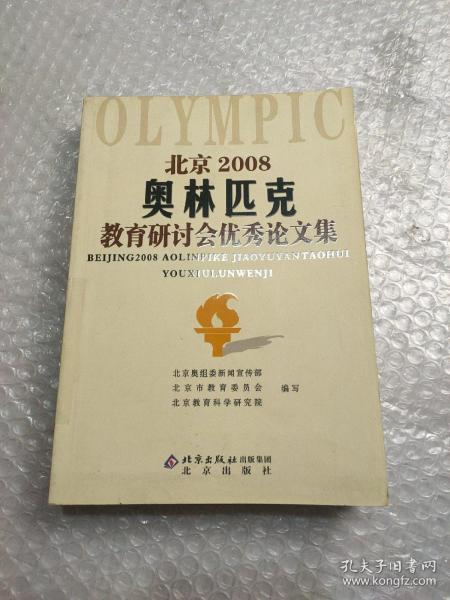 OLYMPIC
北京2008
奥林匹克
教育研讨会优秀论文集
BEIJING2008 AOLINPIKE JIAOYUYANTAOHUI
YOUXIULUNWENJI
北京奥组委新闻宣传部
北京市教育委员会 编写
北京教育科学研究院
北京出版社出版集团
北京出版社
孔夫子旧书网
www.kongfz.com